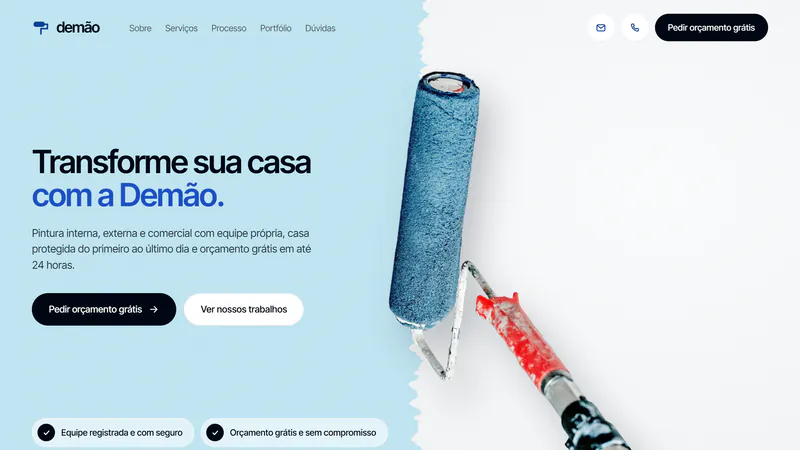 demão
Sobre
Serviços
Processo
Portfólio
Dúvidas
Pedir orçamento grátis
Transforme sua casa
com a Demão.
Pintura interna, externa e comercial com equipe própria, casa
protegida do primeiro ao último dia e orçamento grátis em até
24 horas.
Pedir orçamento grátis
Ver nossos trabalhos
Equipe registrada e com seguro
Orçamento grátis e sem compromisso